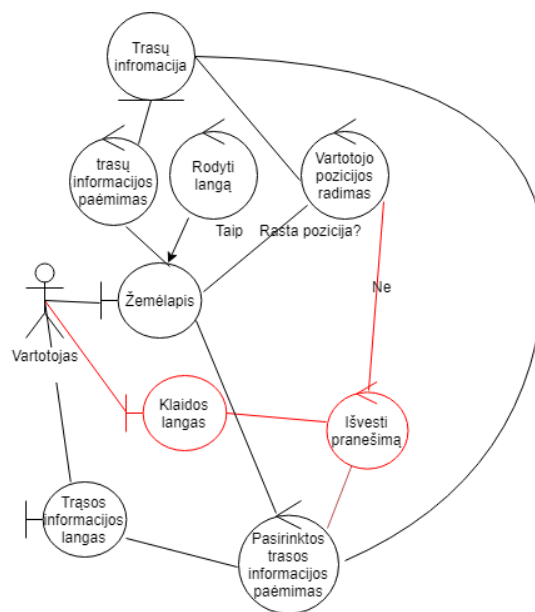 Trasų
infromacija
trasų
informacijos
paėmimas
Rodyti
langą
Vartotojo
pozicijos
radimas
Taip
Rasta pozicija?
Žemėlapis
Ne
Vartotojas
Klaidos
langas
Išvesti
pranešimą
Trąsos
informacijos
langas
Pasirinktos
trasos
informacijos
paėmimas